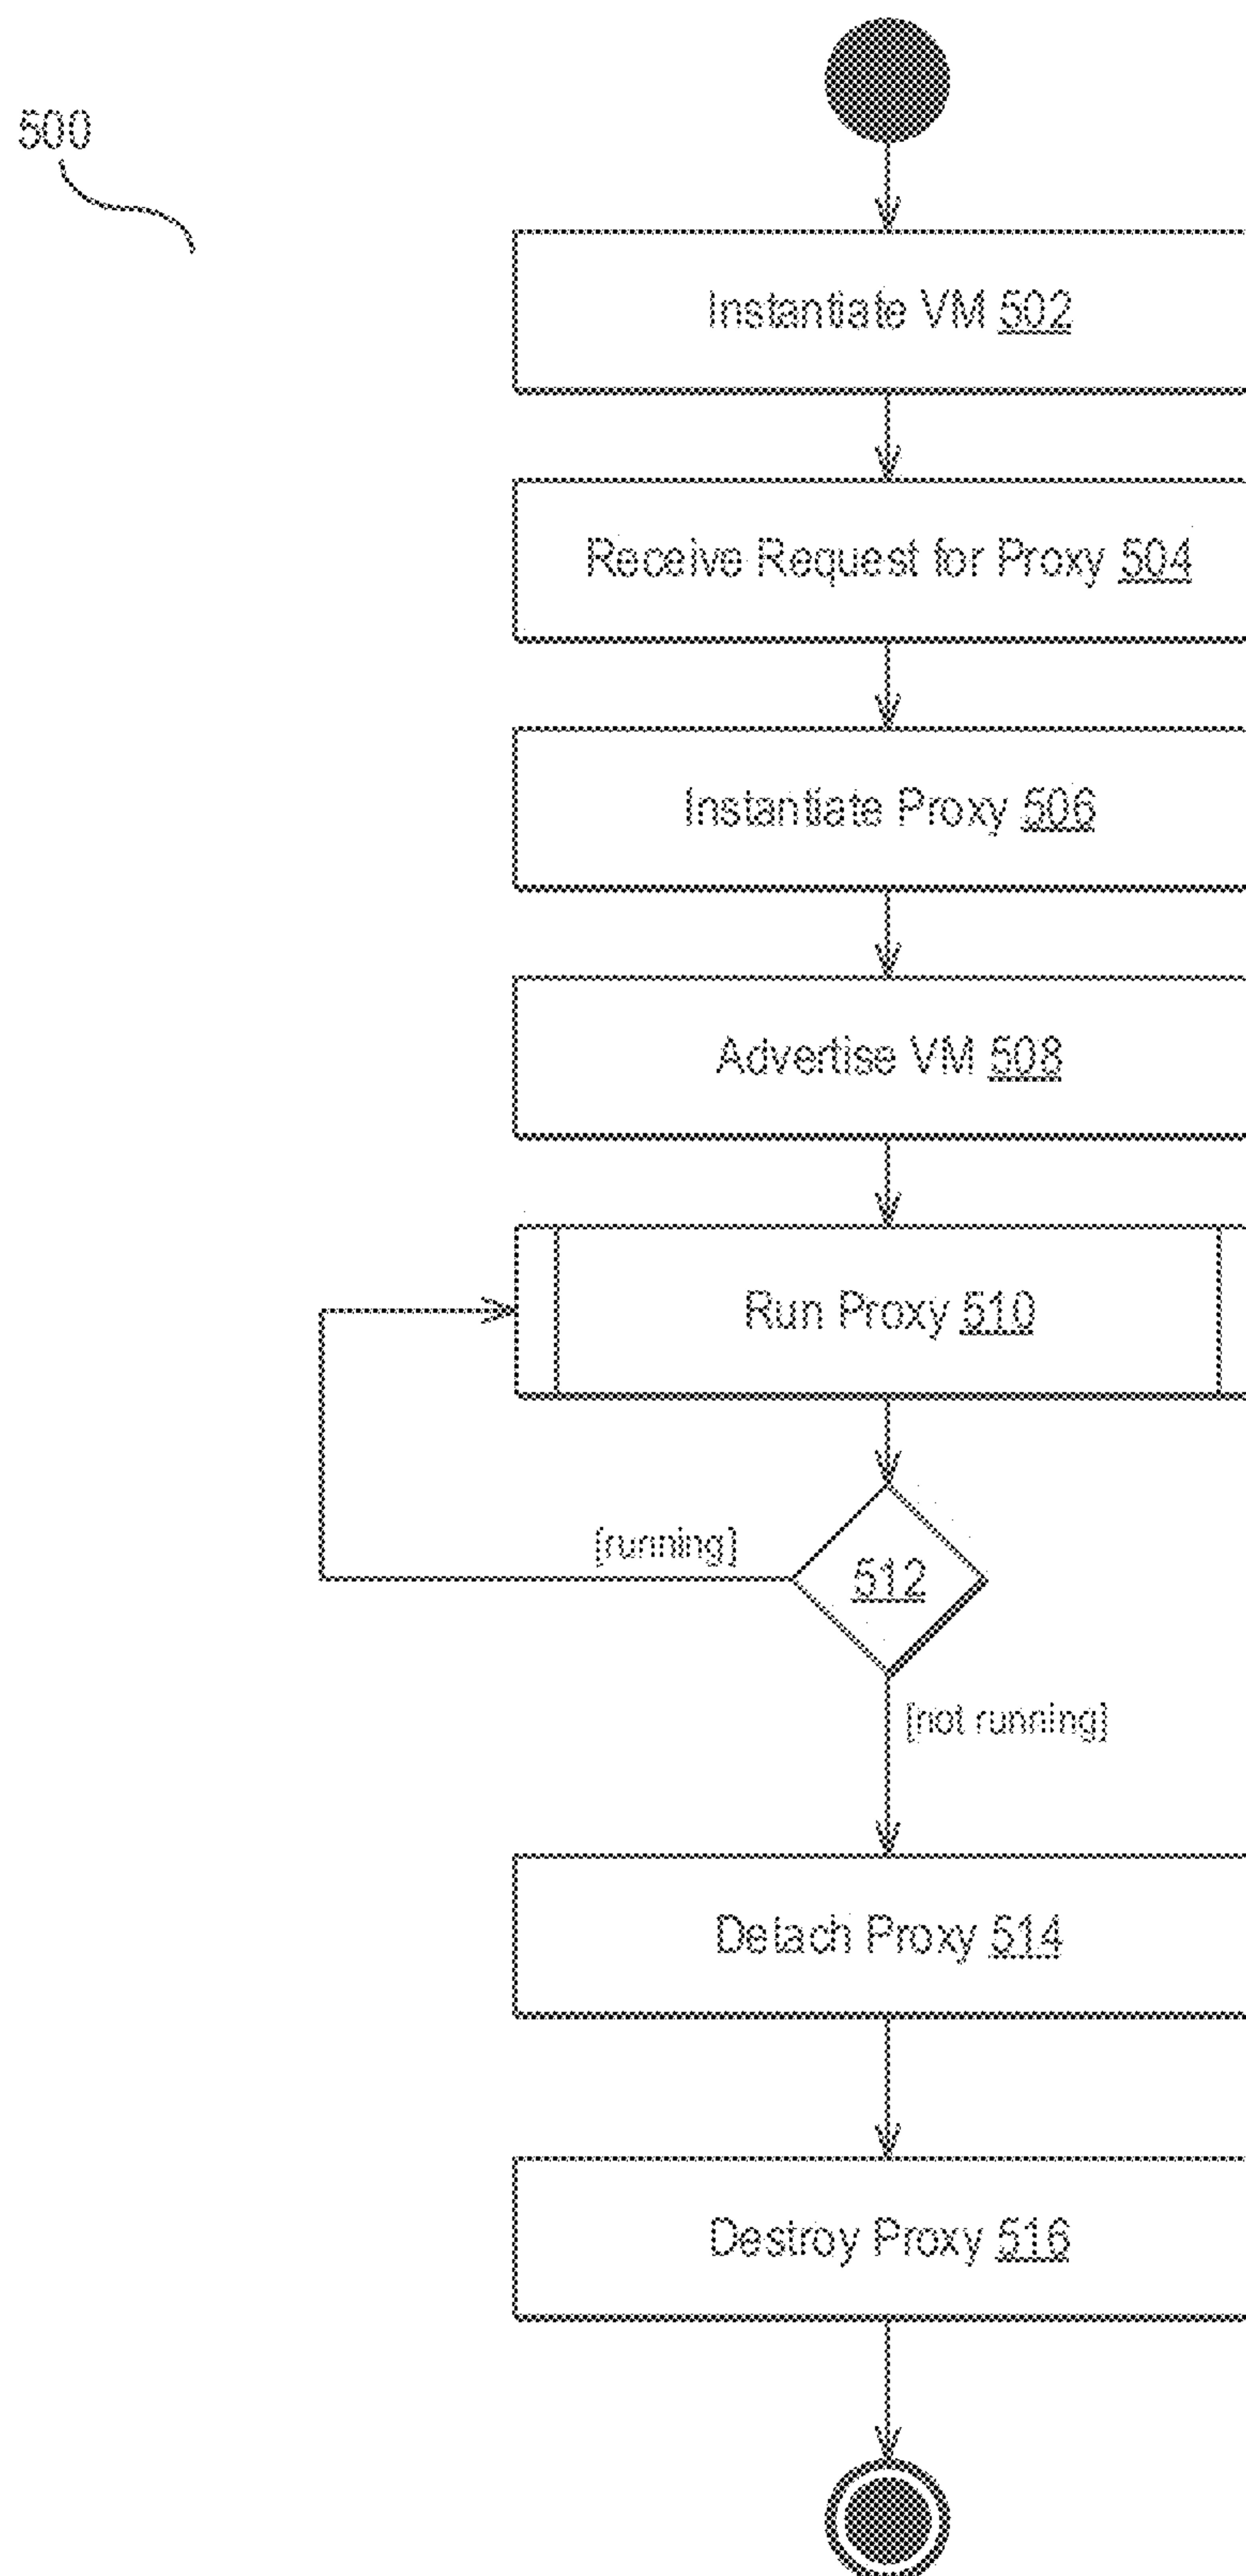 500
Instantiate VM 502
Receive Request for Proxy 504
Instantiate Proxy 506
Advertise VM 508
Run Proxy 510
[running]
512
[not running]
Detach Proxy 514
Destroy Proxy 516